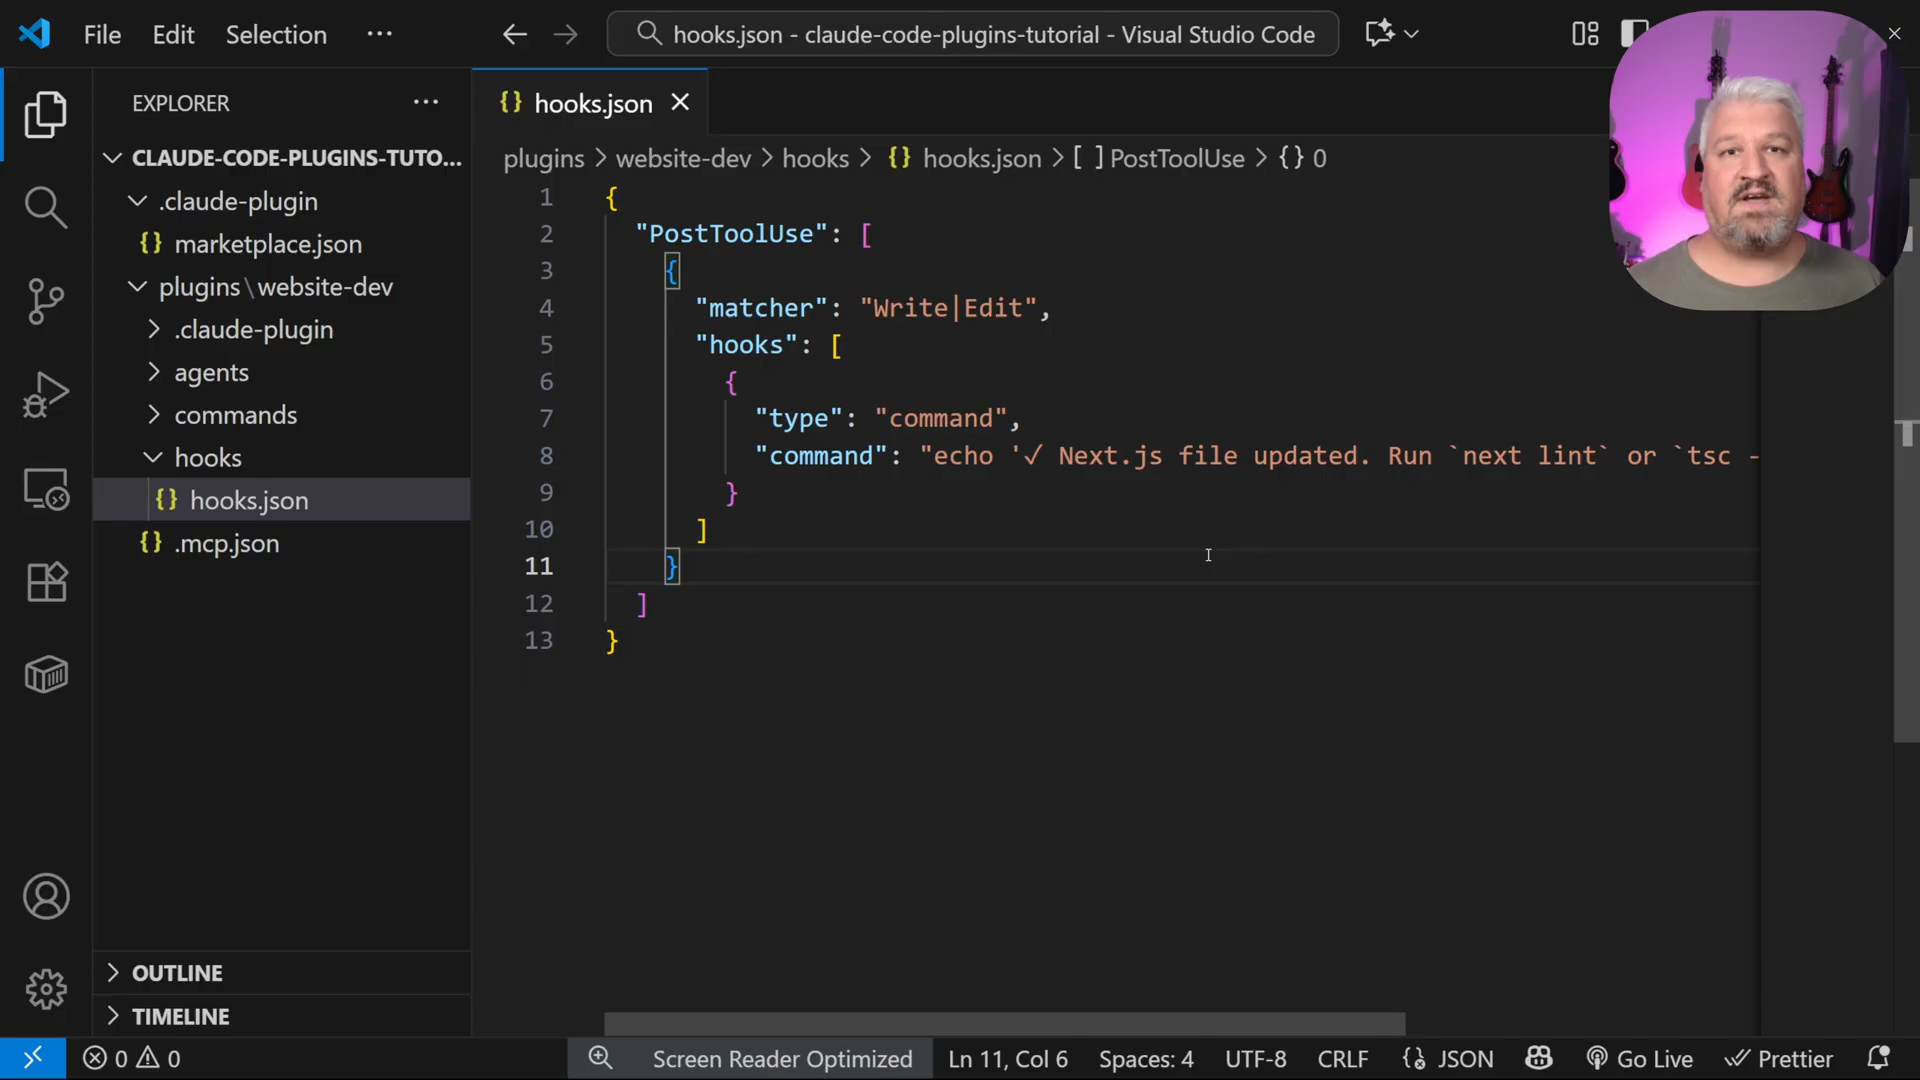 File Edit Selection ···
hooks.json - claude-code-plugins-tutorial - Visual Studio Code
EXPLORER ···
CLAUDE-CODE-PLUGINS-TUTO...
.claude-plugin
{} marketplace.json
plugins\website-dev
.claude-plugin
agents
commands
hooks
{} hooks.json
{} .mcp.json
OUTLINE
TIMELINE
{} hooks.json
plugins > website-dev > hooks > {} hooks.json > [ ] PostToolUse > {} 0
1 {
2 "PostToolUse": [
3 {
4 "matcher": "Write|Edit",
5 "hooks": [
6 {
7 "type": "command",
8 "command": "echo '✓ Next.js file updated. Run `next lint` or `tsc -
9 }
10 ]
11 }
12 ]
13 }
0 0
Screen Reader Optimized
Ln 11, Col 6
Spaces: 4
UTF-8
CRLF
{} JSON
Go Live
Prettier